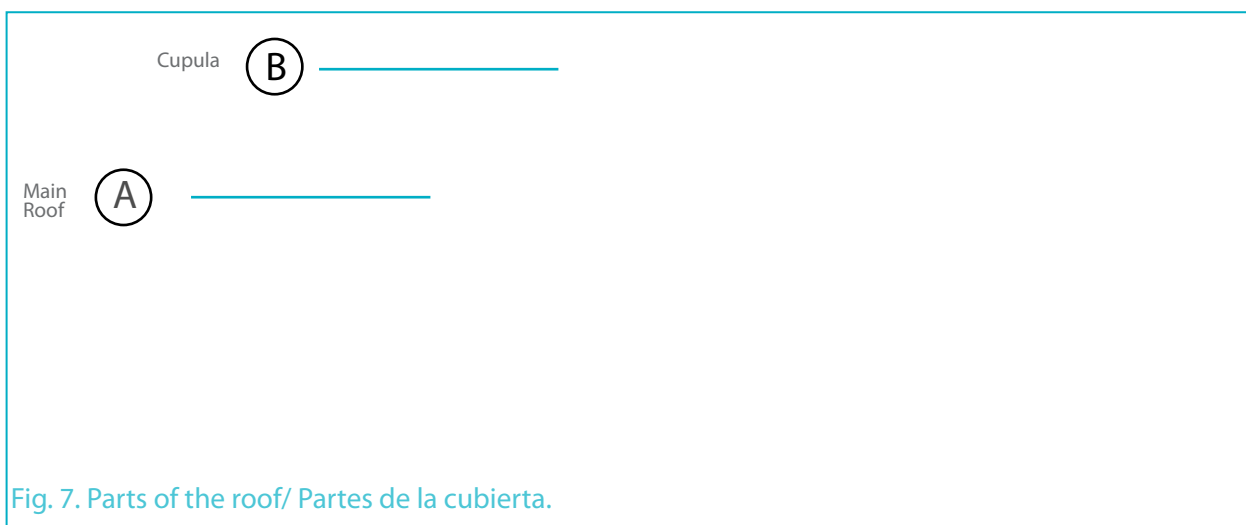 Cupula B
Main
Roof
A
Fig. 7. Parts of the roof/ Partes de la cubierta.